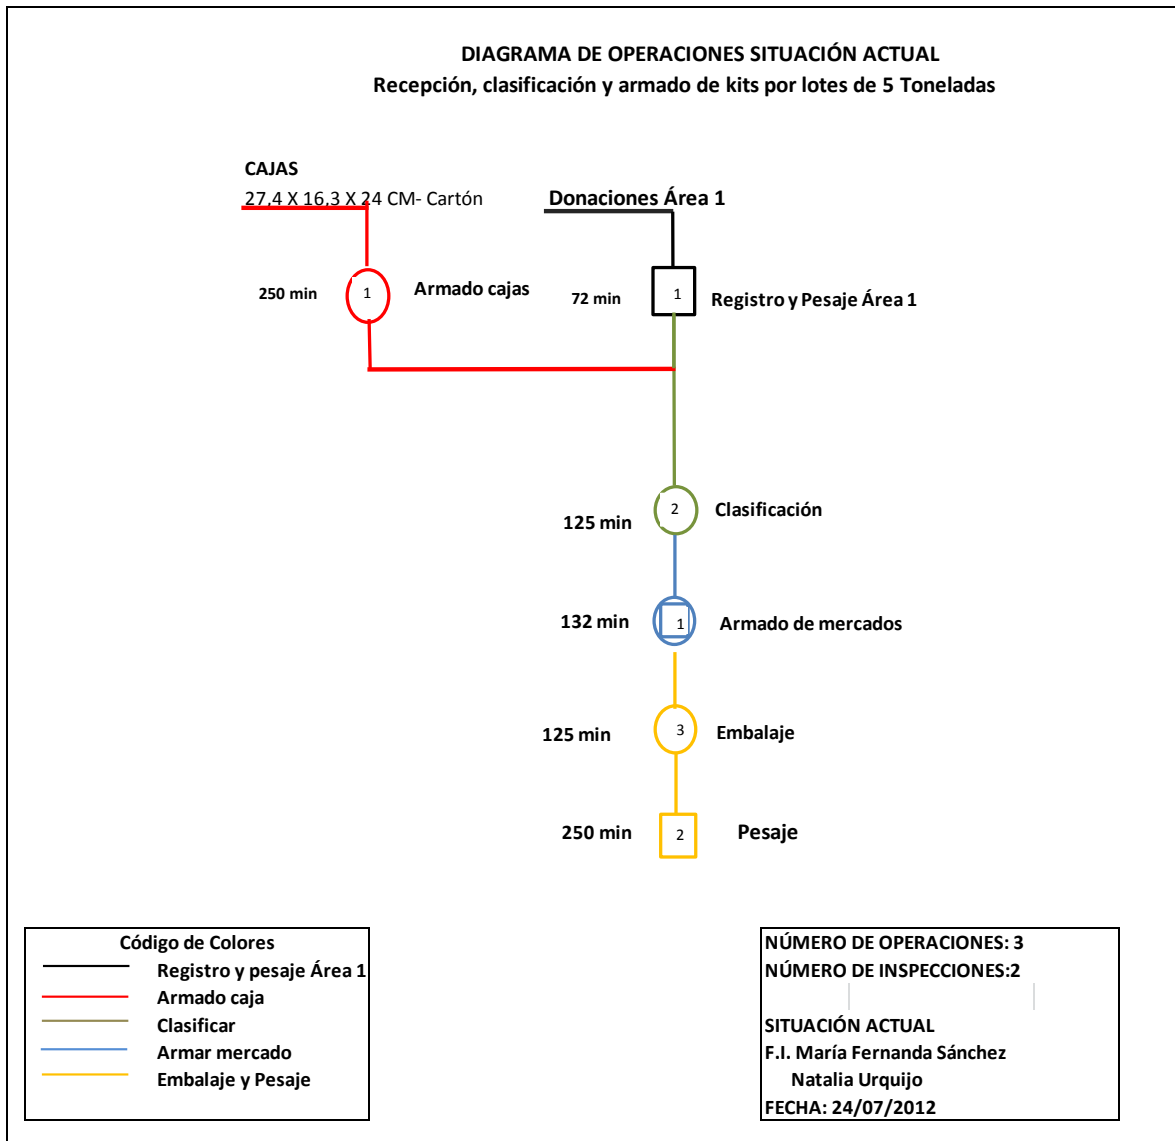 DIAGRAMA DE OPERACIONES SITUACIÓN ACTUAL
Recepción, clasificación y armado de kits por lotes de 5 Toneladas
CAJAS
27,4 X 16,3 X 24 CM- Cartón
Donaciones Área 1
250 min
1
Armado cajas
72 min
1
Registro y Pesaje Área 1
125 min
2
Clasificación
132 min
1
Armado de mercados
125 min
3
Embalaje
250 min
2
Pesaje
Código de Colores
Registro y pesaje Área 1
Armado caja
Clasificar
Armar mercado
Embalaje y Pesaje
NÚMERO DE OPERACIONES: 3
NÚMERO DE INSPECCIONES:2
SITUACIÓN ACTUAL
F.I. María Fernanda Sánchez
Natalia Urquijo
FECHA: 24/07/2012